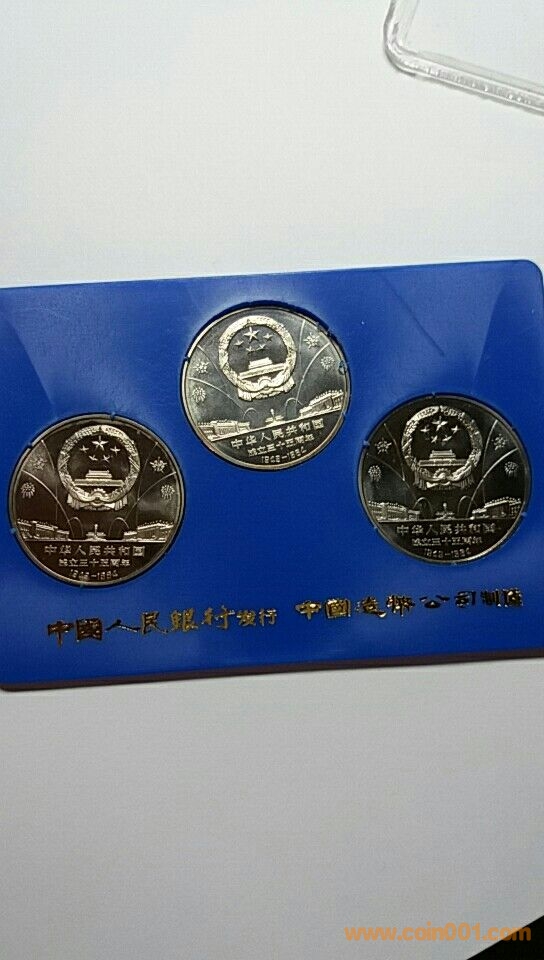 中华人民共和国
成立三十五周年
1949-1984
中华人民共和国
成立三十五周年
1949-1984
中华人民共和国
成立三十五周年
1949-1984
中國人民銀行发行 中國造幣公司制造
www.coin001.com